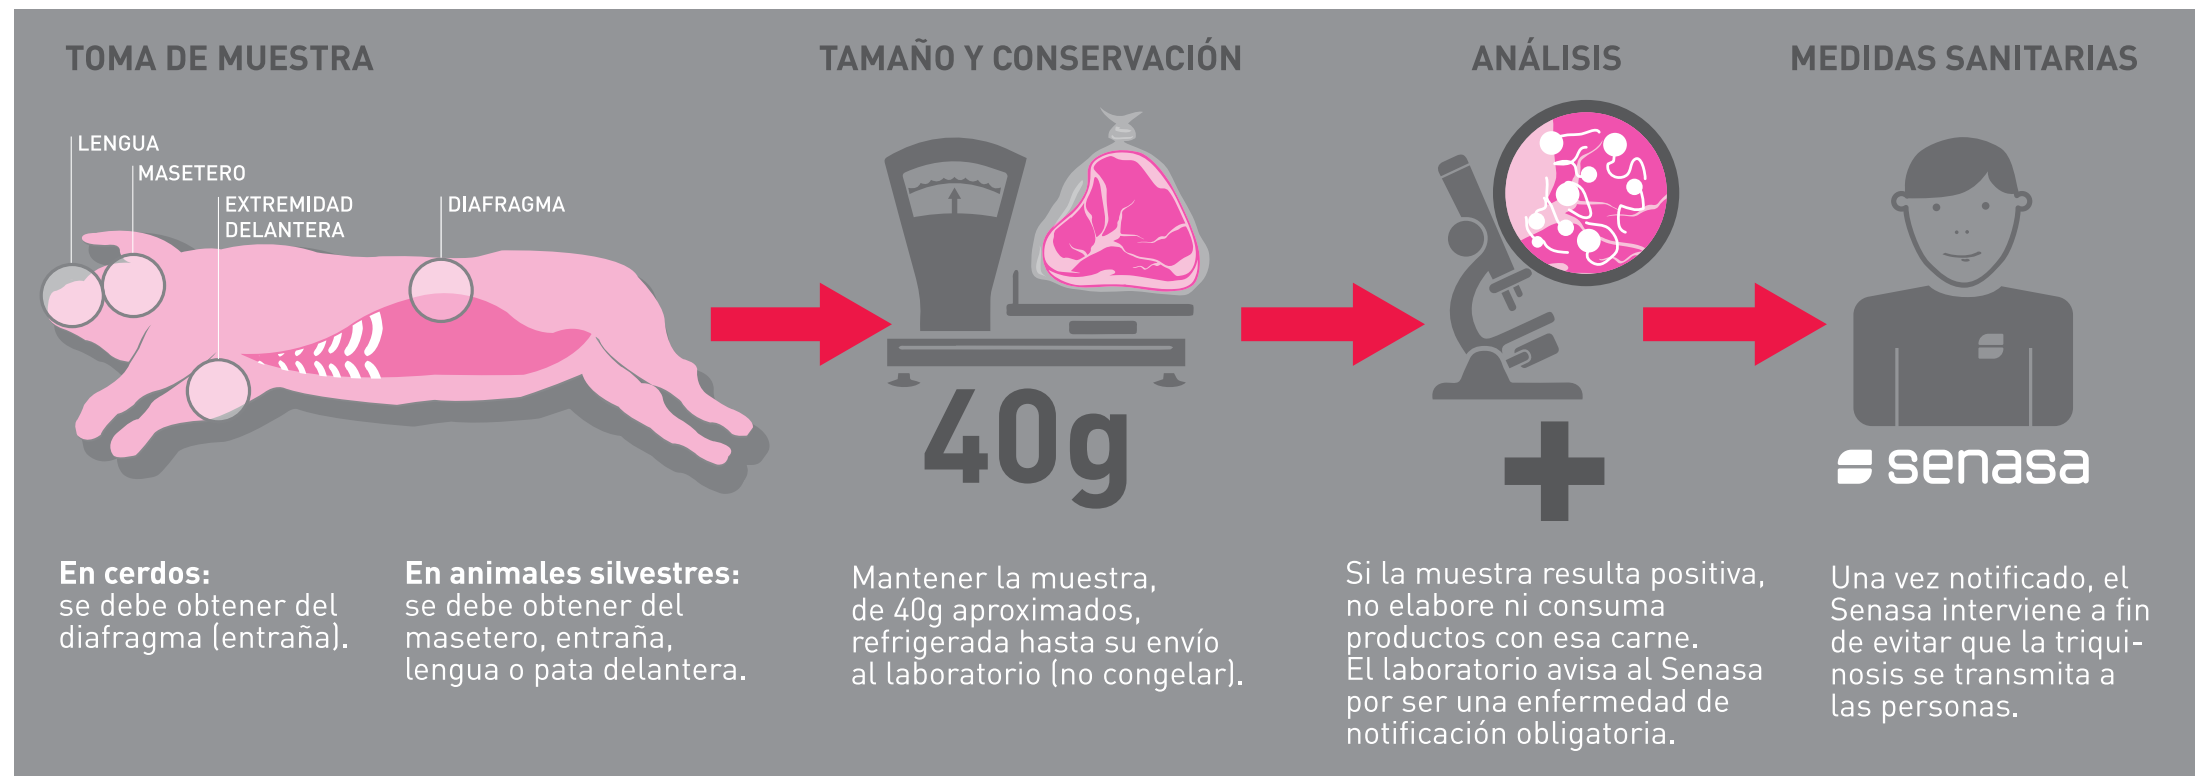 TOMA DE MUESTRA
LENGUA
MASETERO
EXTREMIDAD
DELANTERA
DIAFRAGMA
En cerdos:
se debe obtener del
diafragma (entraña).
En animales silvestres:
se debe obtener del
masetero, entraña,
lengua o pata delantera.
TAMAÑO Y CONSERVACIÓN
40g
Mantener la muestra,
de 40g aproximados,
refrigerada hasta su envío
al laboratorio (no congelar).
ANÁLISIS
Si la muestra resulta positiva,
no elabore ni consuma
productos con esa carne.
El laboratorio avisa al Senasa
por ser una enfermedad de
notificación obligatoria.
MEDIDAS SANITARIAS
senasa
Una vez notificado, el
Senasa interviene a fin
de evitar que la triqui-
nosis se transmita a
las personas.